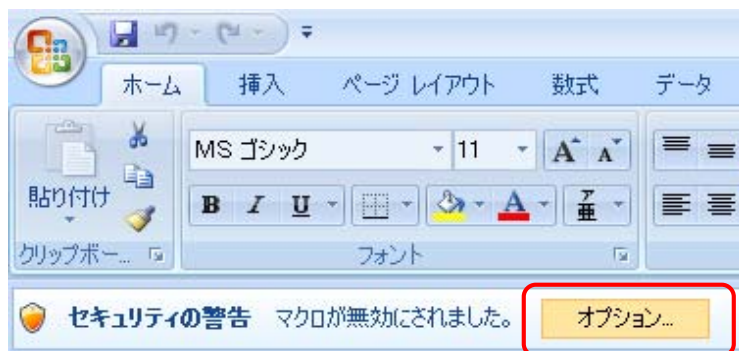 ホーム 挿入 ページ レイアウト 数式 データ
MS ゴシック 11 A A
貼り付け B I U A ア亜
クリップボー... フォント
セキュリティの警告 マクロが無効にされました。 オプション...